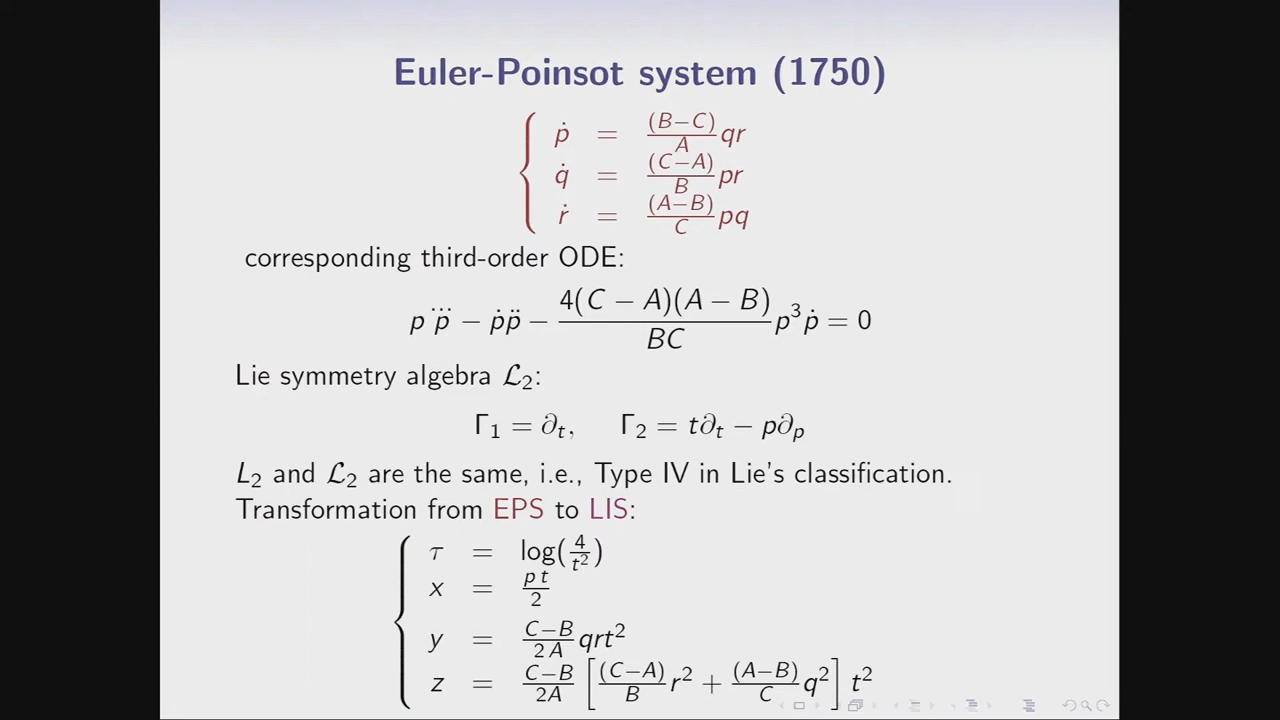 Euler-Poinsot system (1750)
ṗ = (B−C)/A qr
q̇ = (C−A)/B pr
ṙ = (A−B)/C pq
corresponding third-order ODE:
p p⃛ − ṗp̈ − 4(C − A)(A − B)/BC p³ṗ = 0
Lie symmetry algebra ℒ₂:
Γ₁ = ∂ₜ, Γ₂ = t∂ₜ − p∂ₚ
L₂ and ℒ₂ are the same, i.e., Type IV in Lie's classification.
Transformation from EPS to LIS:
τ = log(4/t²)
x = p t/2
y = C−B/2 A qrt²
z = C−B/2A [(C−A)/B r² + (A−B)/C q²] t²